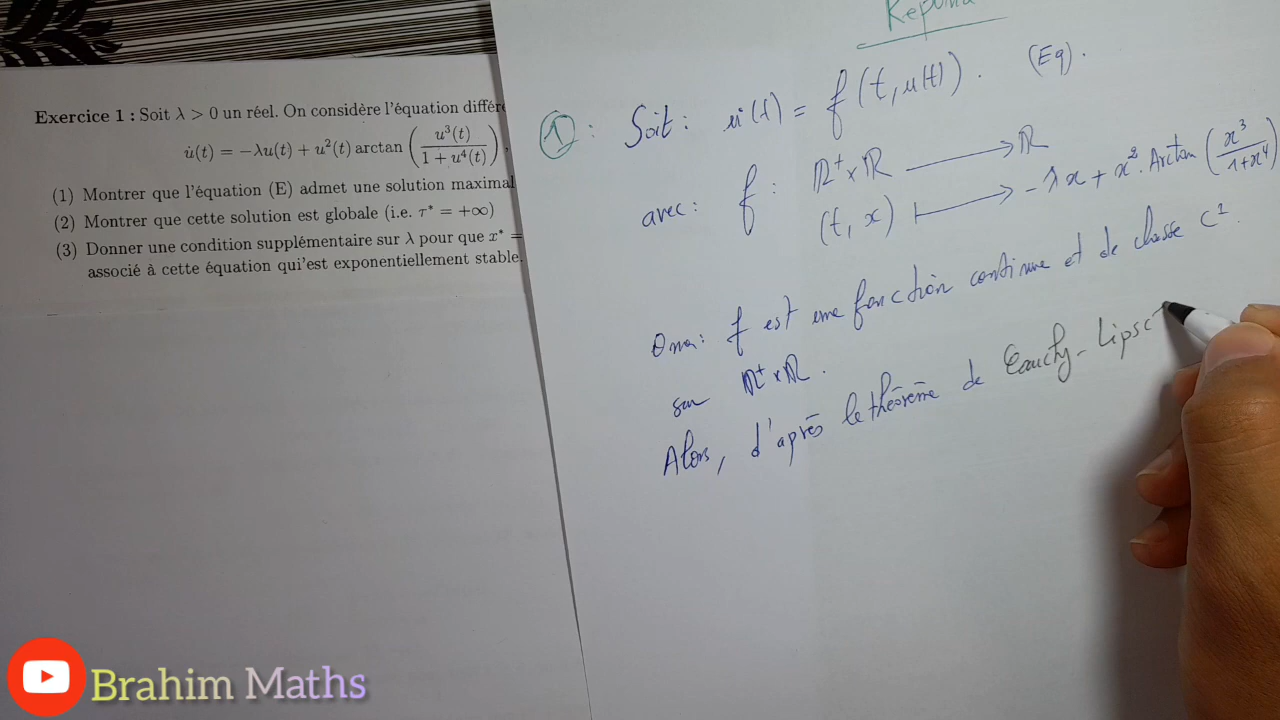 Exercice 1 : Soit λ > 0 un réel. On considère l'équation différe
u̇(t) = −λu(t) + u²(t) arctan (u³(t) / 1 + u⁴(t)),
(1) Montrer que l'équation (E) admet une solution maximal
(2) Montrer que cette solution est globale (i.e. τ* = +∞)
(3) Donner une condition supplémentaire sur λ pour que x* =
associé à cette équation qui'est exponentiellement stable.
① : Soit : u̇(t) = f(t, u(t)). (Eq).
avec : f : ℝ⁺ × ℝ ⟶ ℝ
(t, x) ⟼ −λx + x². Arctan (x³ / 1+x⁴)
On a : f est une fonction continue et de classe C¹.
sur ℝ⁺ × ℝ.
Alors, d'après le théorème de Cauchy-Lipsc
Brahim Maths